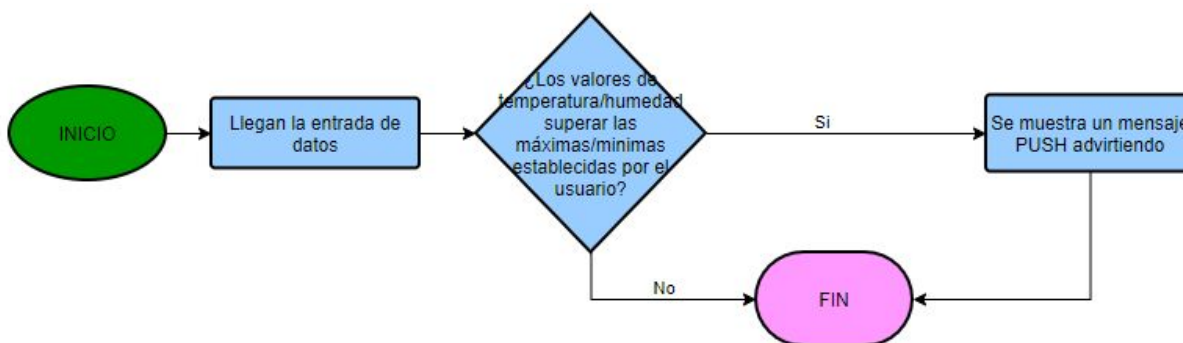 INICIO
Llegan la entrada de
datos
¿Los valores de
temperatura/humedad
superar las
máximas/minimas
establecidas por el
usuario?
Si
Se muestra un mensaje
PUSH advirtiendo
No
FIN